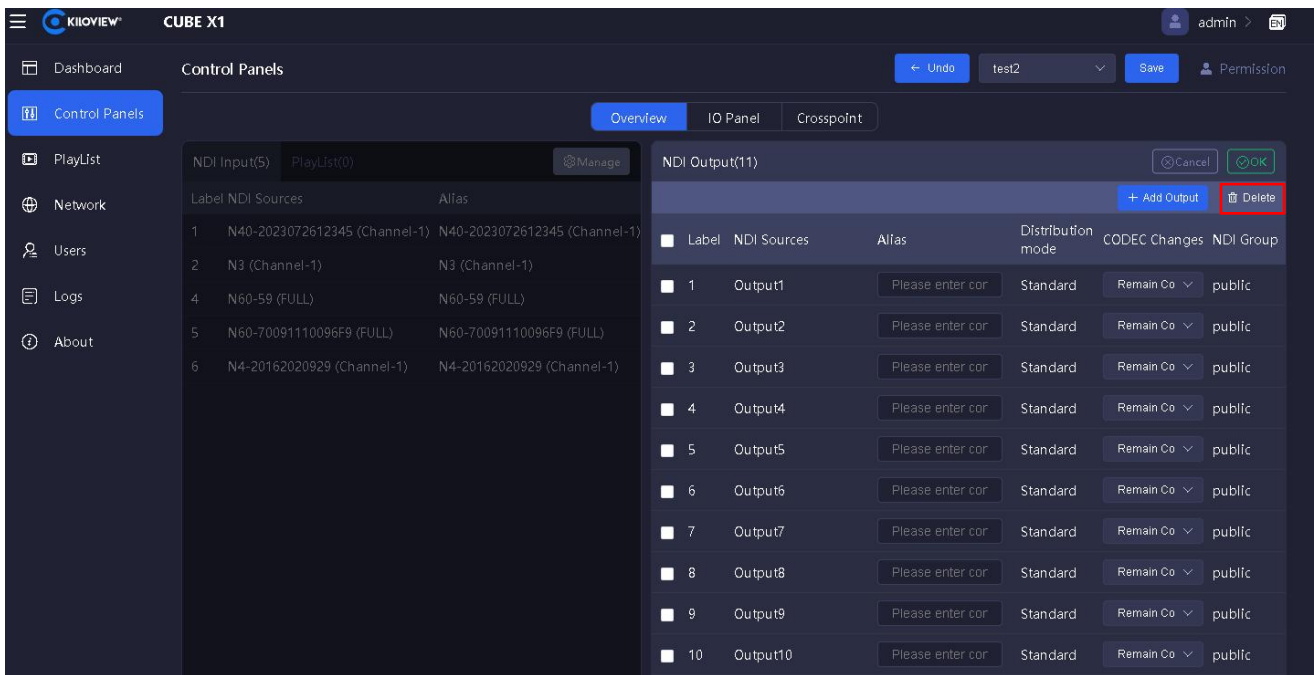 KILOVIEW CUBE X1 admin > EN
Dashboard
Control Panels
PlayList
Network
Users
Logs
About
Control Panels
← Undo test2 Save Permission
Overview IO Panel Crosspoint
NDI Input(5) PlayList(0) Manage
Label NDI Sources Alias
1 N40-2023072612345 (Channel-1) N40-2023072612345 (Channel-1)
2 N3 (Channel-1) N3 (Channel-1)
4 N60-59 (FULL) N60-59 (FULL)
5 N60-70091110096F9 (FULL) N60-70091110096F9 (FULL)
6 N4-20162020929 (Channel-1) N4-20162020929 (Channel-1)
NDI Output(11) Cancel OK
+ Add Output Delete
Label NDI Sources Alias Distribution mode CODEC Changes NDI Group
1 Output1 Please enter cor Standard Remain Co public
2 Output2 Please enter cor Standard Remain Co public
3 Output3 Please enter cor Standard Remain Co public
4 Output4 Please enter cor Standard Remain Co public
5 Output5 Please enter cor Standard Remain Co public
6 Output6 Please enter cor Standard Remain Co public
7 Output7 Please enter cor Standard Remain Co public
8 Output8 Please enter cor Standard Remain Co public
9 Output9 Please enter cor Standard Remain Co public
10 Output10 Please enter cor Standard Remain Co public